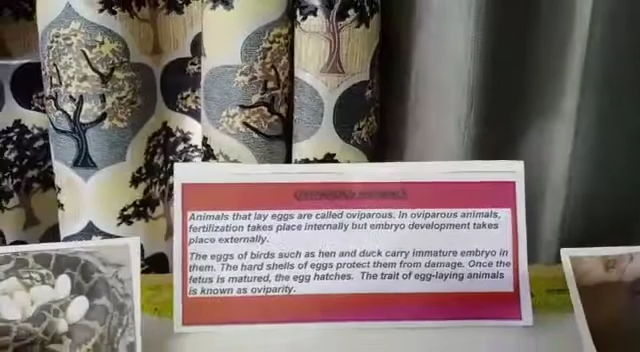 Animals that lay eggs are called oviparous. In oviparous animals,
fertilization takes place internally but embryo development takes
place externally.
The eggs of birds such as hen and duck carry immature embryo in
them. The hard shells of eggs protect them from damage. Once the
fetus is matured, the egg hatches. The trait of egg-laying animals
is known as oviparity.